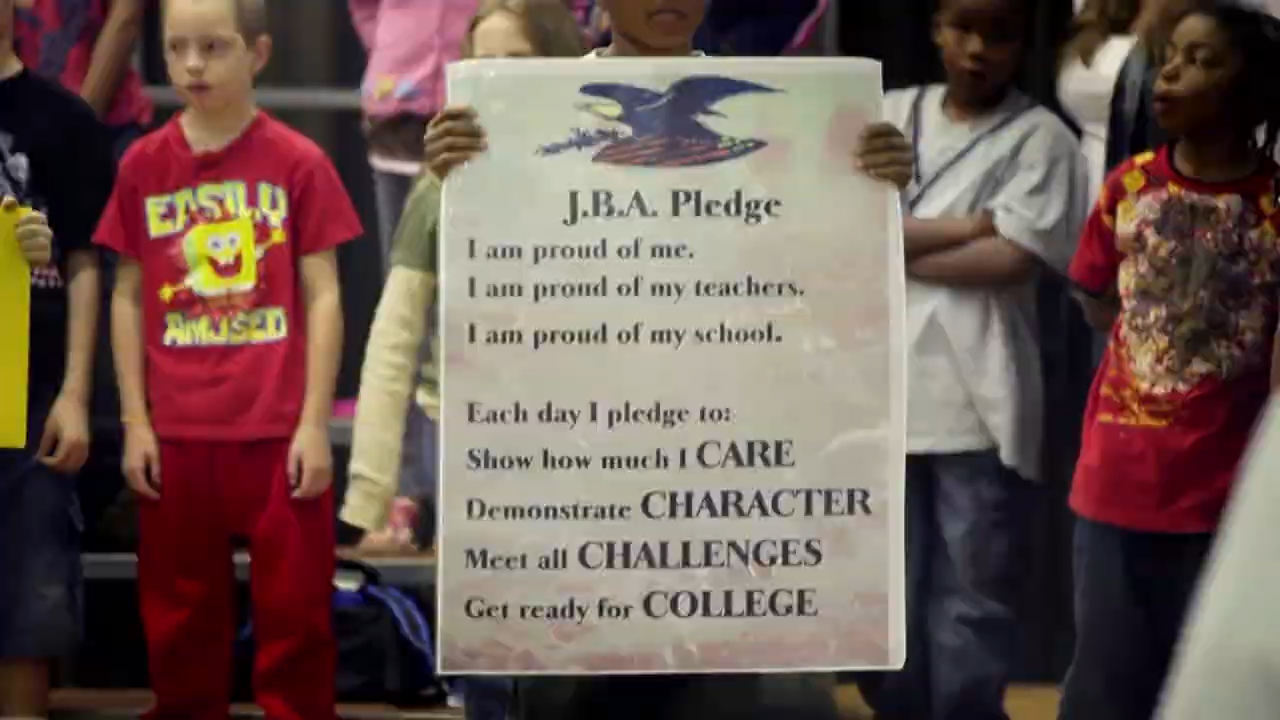 EASILY
AMUSED
J.B.A. Pledge
I am proud of me.
I am proud of my teachers.
I am proud of my school.
Each day I pledge to:
Show how much I CARE
Demonstrate CHARACTER
Meet all CHALLENGES
Get ready for COLLEGE